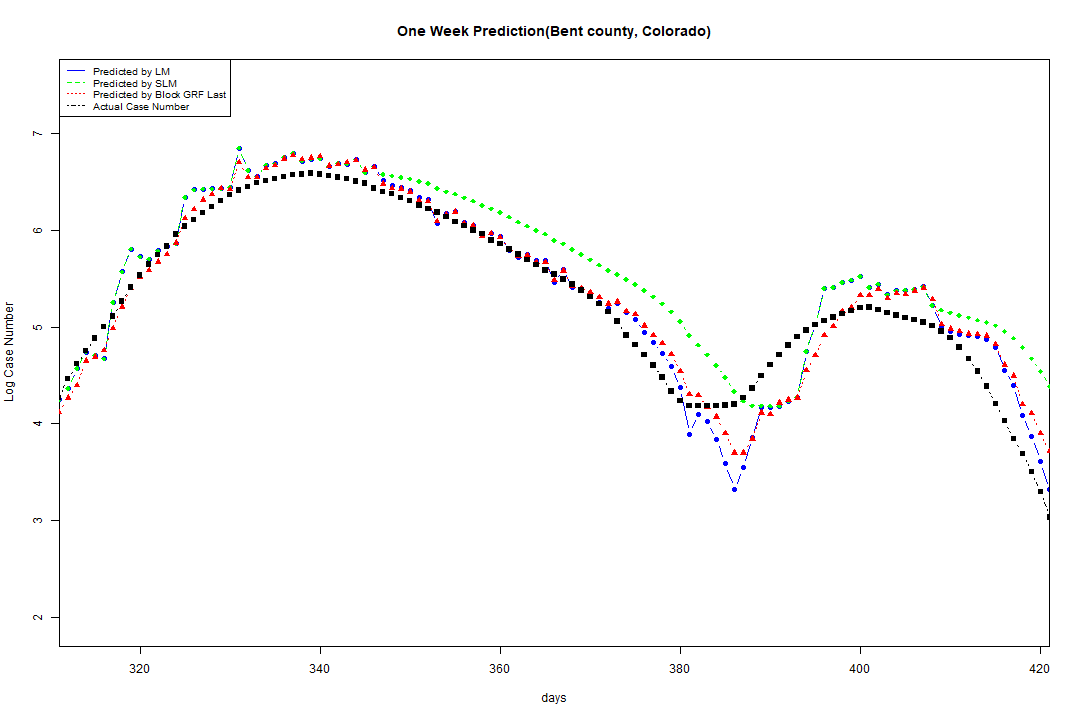 One Week Prediction(Bent county, Colorado)
Predicted by LM
Predicted by SLM
Predicted by Block GRF Last
Actual Case Number
7
6
5
4
3
2
Log Case Number
320 340 360 380 400 420
days